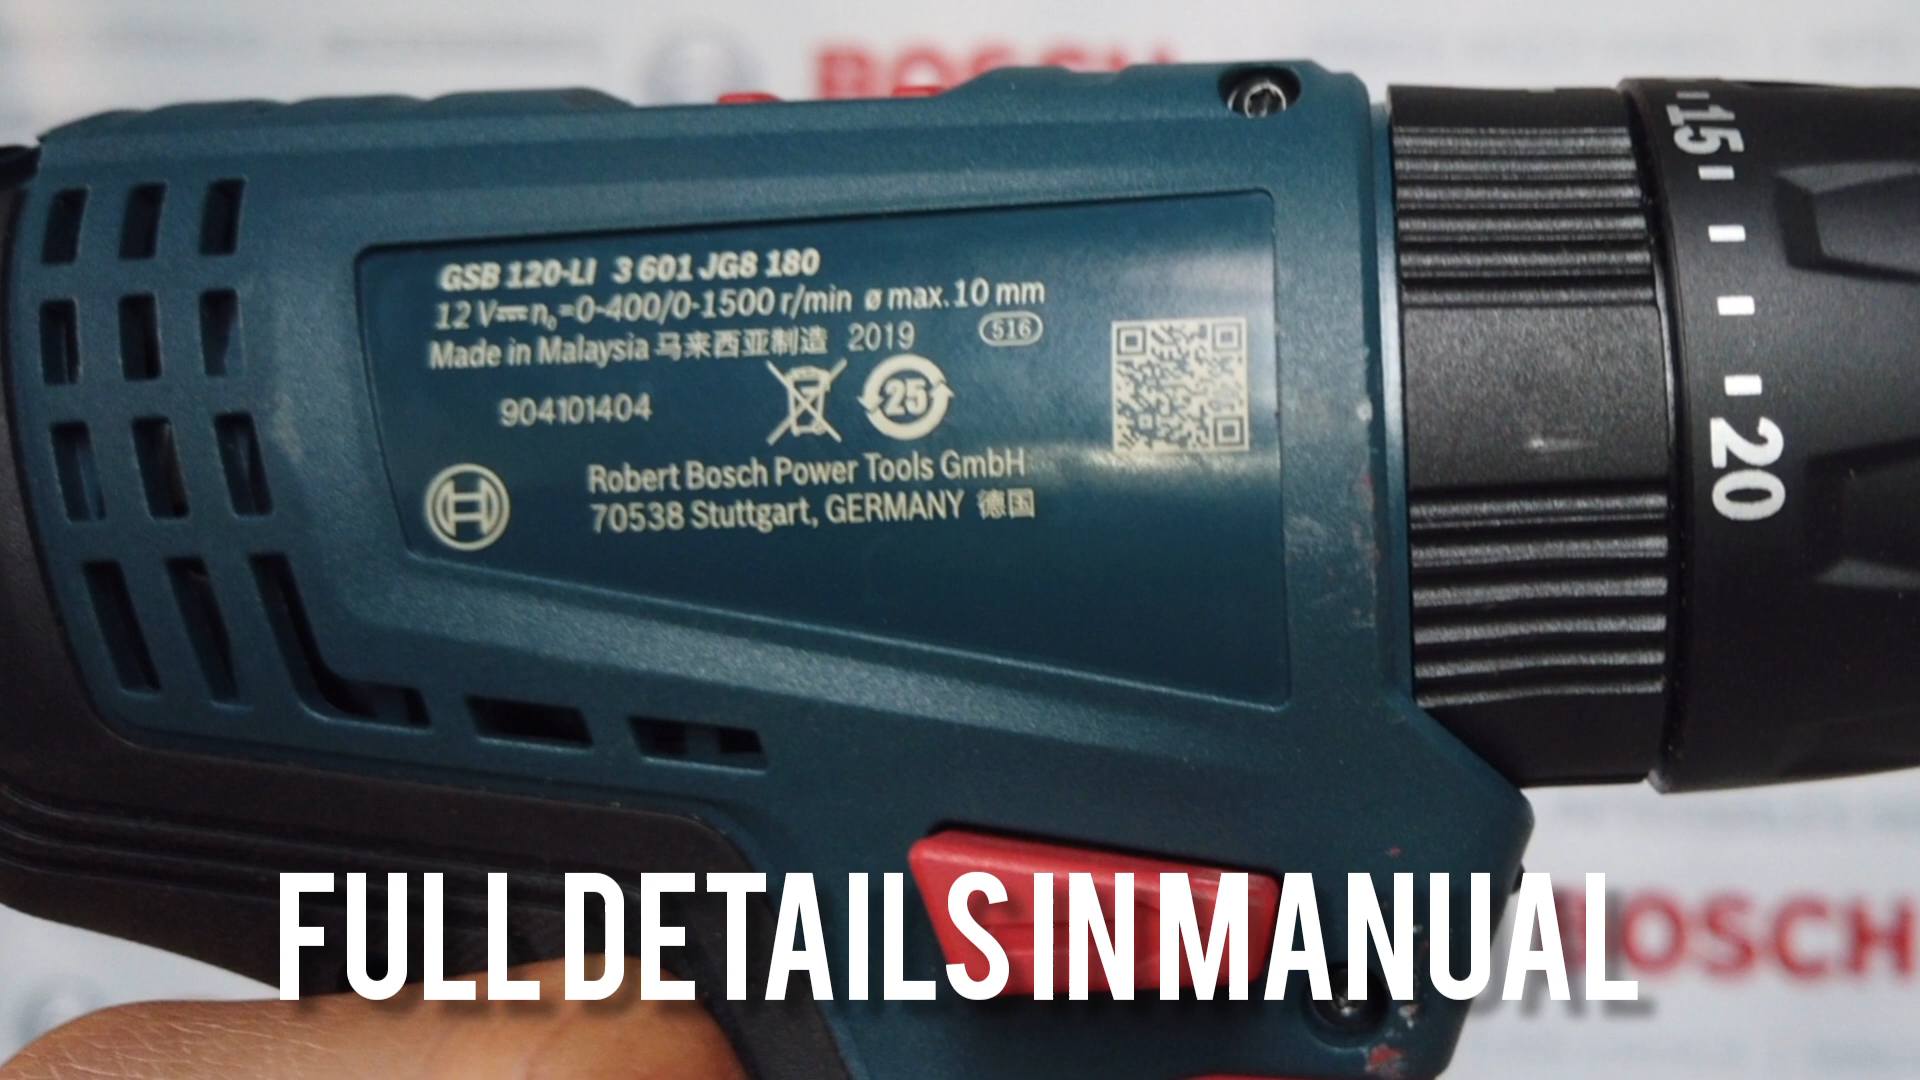 BOSCH
GSB 120-LI 3 601 JG8 180
12 V⎓ n₀=0-400/0-1500 r/min ø max. 10 mm
Made in Malaysia 马来西亚制造 2019 516
904101404
25
Robert Bosch Power Tools GmbH
70538 Stuttgart, GERMANY 德国
15
20
FULL DETAILS IN MANUAL
BOSCH